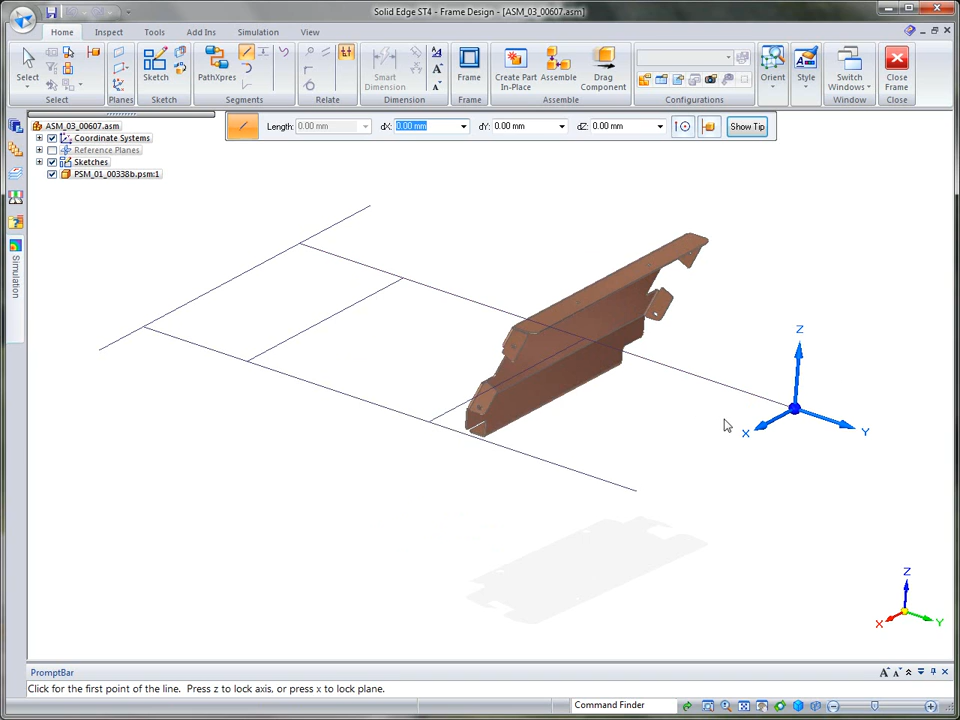 Solid Edge ST4 - Frame Design - [ASM_03_00607.asm]
Home Inspect Tools Add Ins Simulation View
Select Sketch PathXpres Smart Dimension Frame Create Part In-Place Assemble Drag Component Orient Style Switch Windows Close Frame
Select Planes Sketch Segments Relate Dimension Frame Assemble Configurations Window Close
Length: 0.00 mm dX: 0.00 mm dY: 0.00 mm dZ: 0.00 mm Show Tip
ASM_03_00607.asm
Coordinate Systems
Reference Planes
Sketches
PSM_01_00338b.psm:1
Simulation
Z
X
Y
Z
X
Y
PromptBar
Click for the first point of the line. Press z to lock axis, or press x to lock plane.
Command Finder